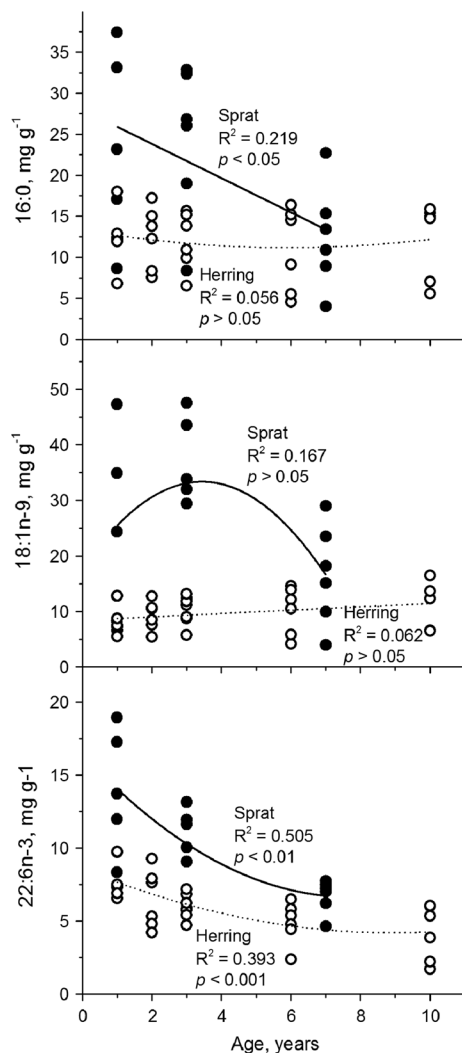 35
30
25
20
15
10
5
0
16:0, mg g⁻¹
Sprat
R² = 0.219
p < 0.05
Herring
R² = 0.056
p > 0.05
50
40
30
20
10
0
18:1n-9, mg g⁻¹
Sprat
R² = 0.167
p > 0.05
Herring
R² = 0.062
p > 0.05
20
15
10
5
0
22:6n-3, mg g-1
Sprat
R² = 0.505
p < 0.01
Herring
R² = 0.393
p < 0.001
0 2 4 6 8 10
Age, years